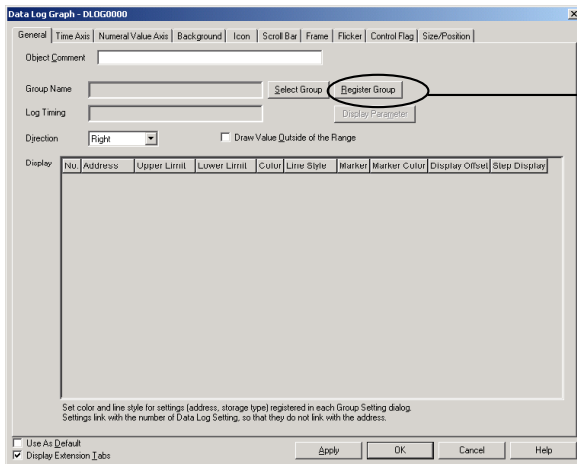 Data Log Graph - DLOG0000
General Time Axis Numeral Value Axis Background Icon Scroll Bar Frame Flicker Control Flag Size/Position
Object Comment
Group Name Select Group Register Group
Log Timing Display Parameter
Direction Right Draw Value Outside of the Range
Display No. Address Upper Limit Lower Limit Color Line Style Marker Marker Color Display Offset Step Display
Set color and line style for settings (address, storage type) registered in each Group Setting dialog.
Settings link with the number of Data Log Setting, so that they do not link with the address.
Use As Default
Display Extension Tabs Apply OK Cancel Help